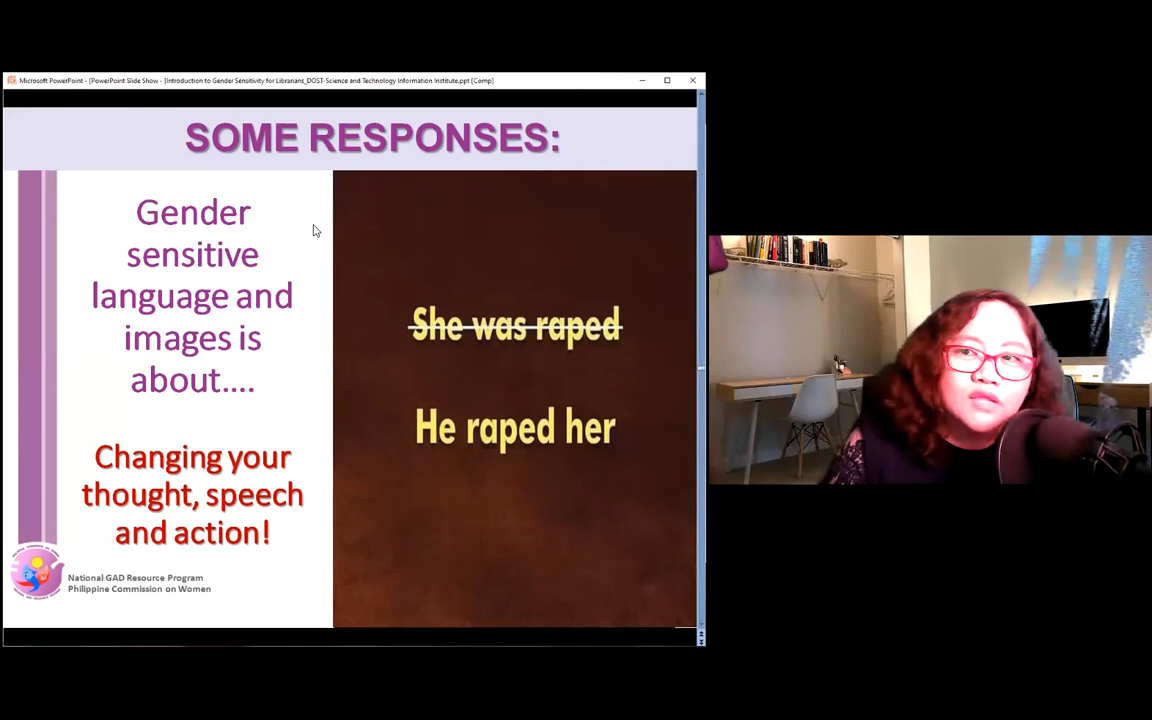 Microsoft PowerPoint - [PowerPoint Slide Show - [Introduction to Gender Sensitivity for Librarians_DOST-Science and Technology Information Institute.ppt [Comp]
SOME RESPONSES:
Gender
sensitive
language and
images is
about....
Changing your
thought, speech
and action!
She was raped
He raped her
National GAD Resource Program
Philippine Commission on Women